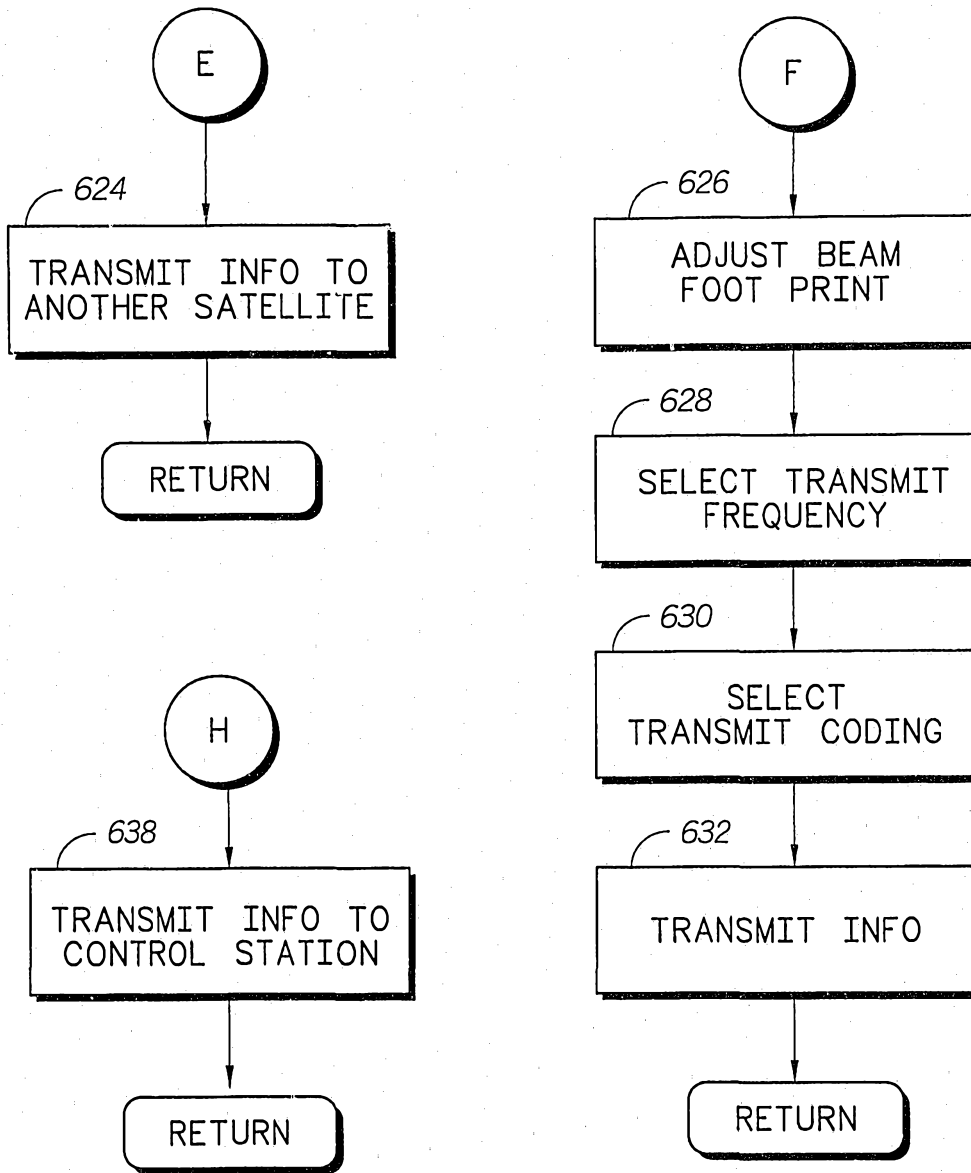 E
624
TRANSMIT INFO TO
ANOTHER SATELLITE
RETURN
H
638
TRANSMIT INFO TO
CONTROL STATION
RETURN
F
626
ADJUST BEAM
FOOT PRINT
628
SELECT TRANSMIT
FREQUENCY
630
SELECT
TRANSMIT CODING
632
TRANSMIT INFO
RETURN